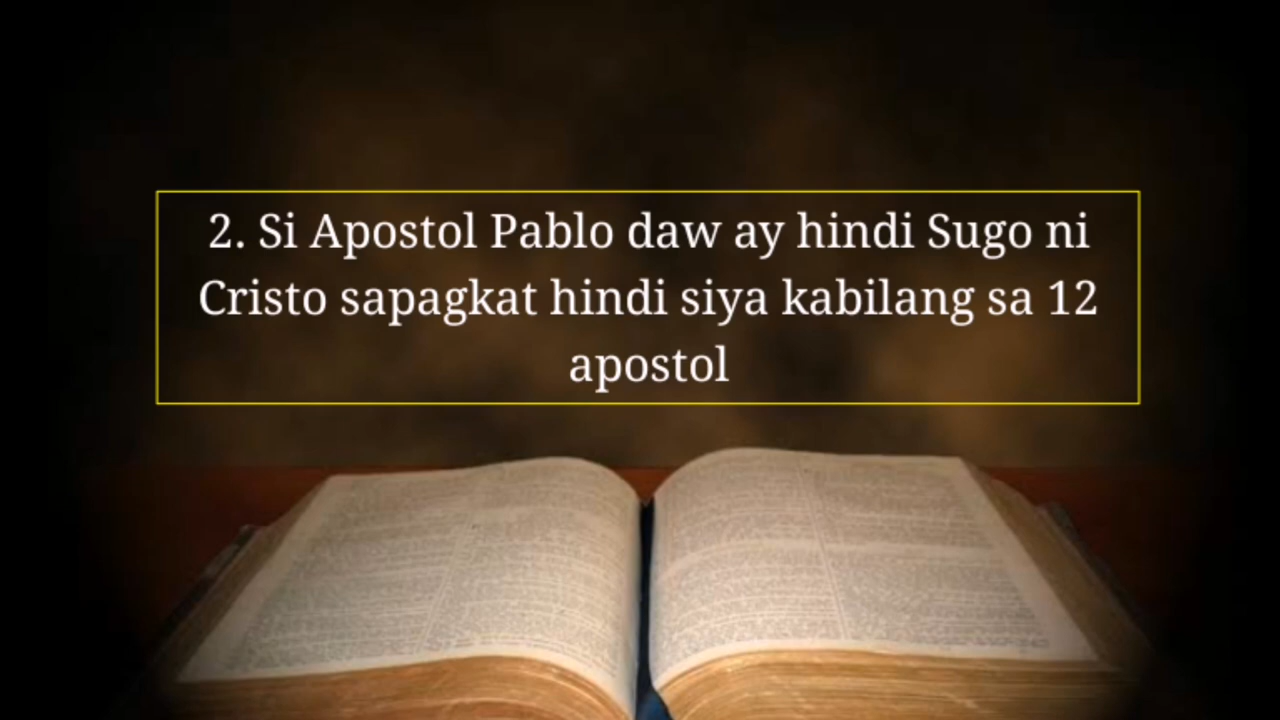 2. Si Apostol Pablo daw ay hindi Sugo ni
Cristo sapagkat hindi siya kabilang sa 12
apostol